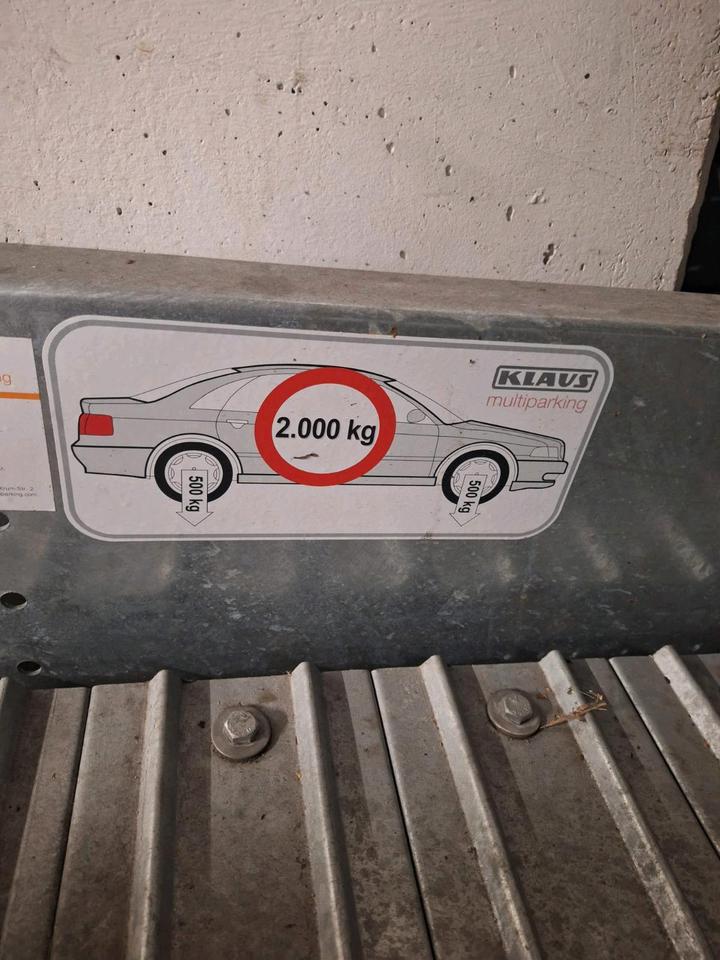 KLAUS
multiparking
2.000 kg
500 kg
500 kg